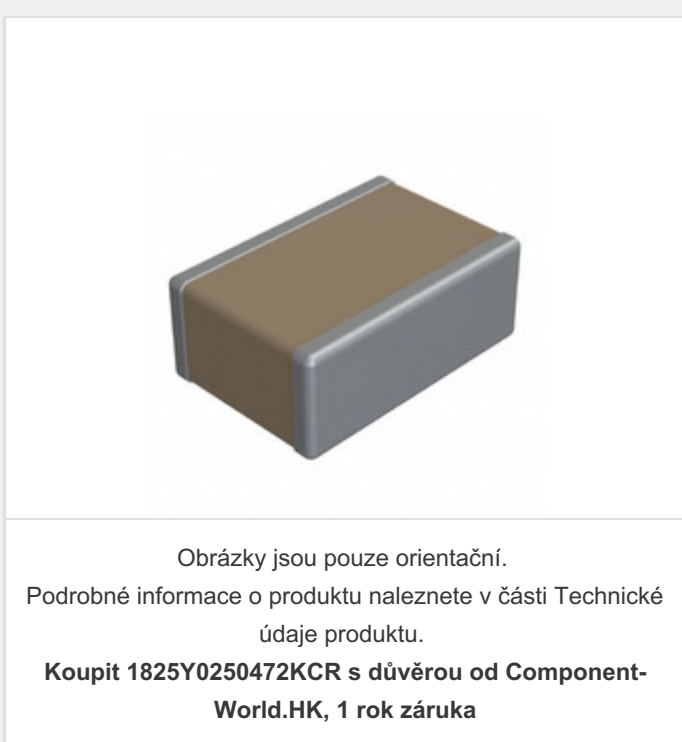 Obrázky jsou pouze orientační.
Podrobné informace o produktu naleznete v části Technické
údaje produktu.
Koupit 1825Y0250472KCR s důvěrou od Component-
World.HK, 1 rok záruka